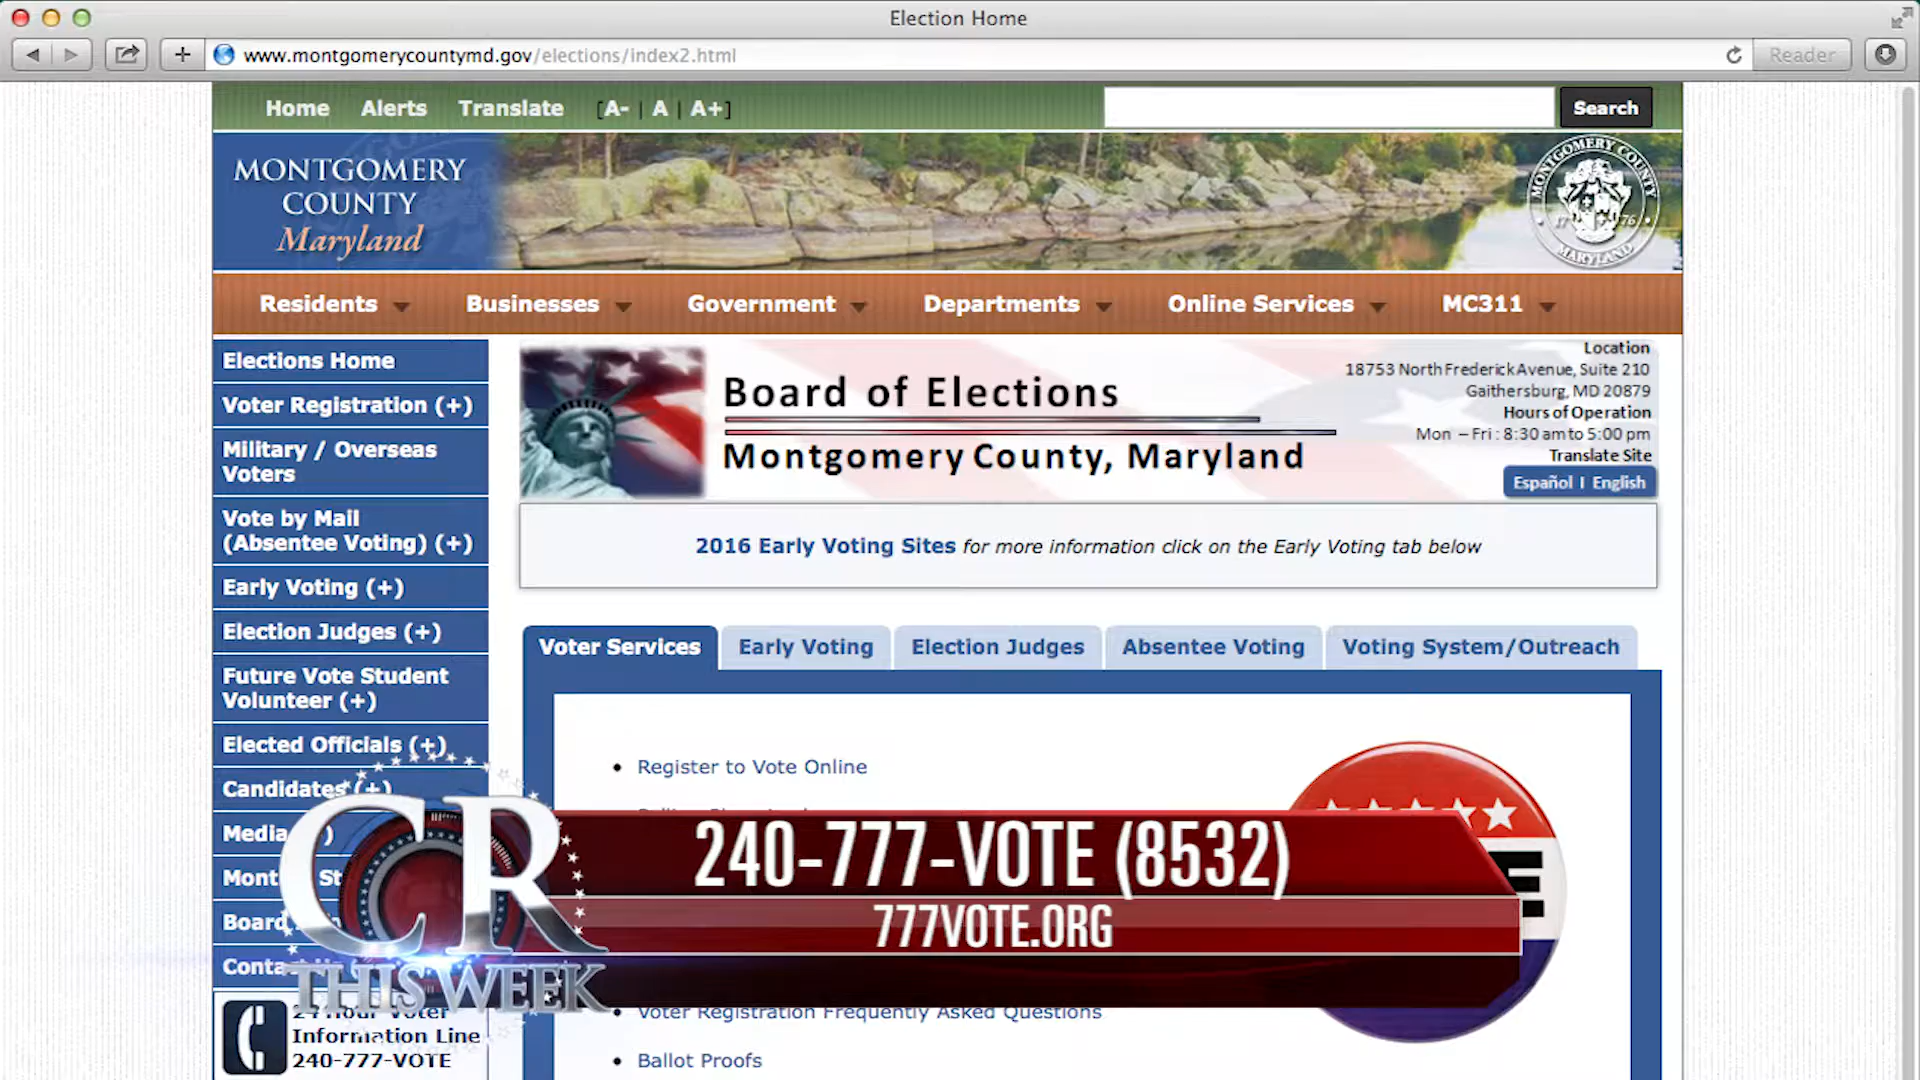 Election Home
www.montgomerycountymd.gov/elections/index2.html
Reader
Home Alerts Translate [A- | A | A+]
Search
MONTGOMERY
COUNTY
Maryland
MONTGOMERY COUNTY
17 76
MARYLAND
Residents Businesses Government Departments Online Services MC311
Elections Home
Voter Registration (+)
Military / Overseas
Voters
Vote by Mail
(Absentee Voting) (+)
Early Voting (+)
Election Judges (+)
Future Vote Student
Volunteer (+)
Elected Officials (+)
Candidates (+)
Media
Board
Board of Elections
Montgomery County, Maryland
Location
18753 North Frederick Avenue, Suite 210
Gaithersburg, MD 20879
Hours of Operation
Mon – Fri : 8:30 am to 5:00 pm
Translate Site
Español | English
2016 Early Voting Sites for more information click on the Early Voting tab below
Voter Services Early Voting Election Judges Absentee Voting Voting System/Outreach
Register to Vote Online
CR
THIS WEEK
240-777-VOTE (8532)
777VOTE.ORG
Voter Registration Frequently Asked Questions
Ballot Proofs
Voter
Information Line
240-777-VOTE